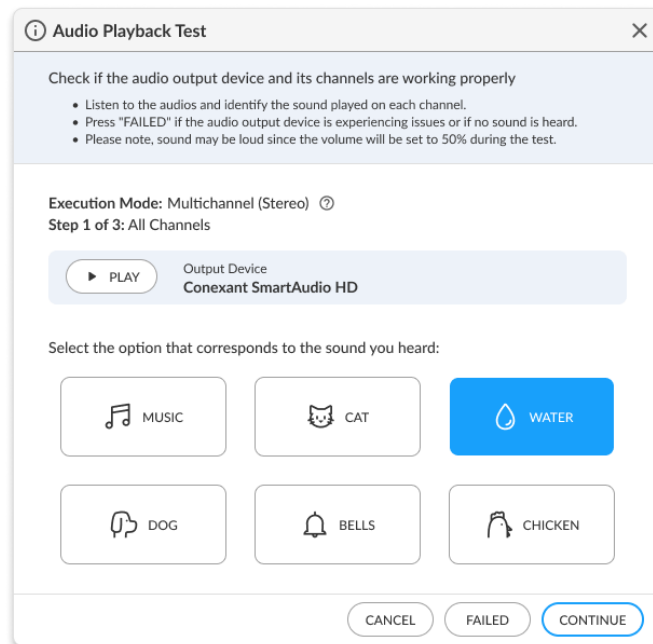 Audio Playback Test
Check if the audio output device and its channels are working properly
• Listen to the audios and identify the sound played on each channel.
• Press "FAILED" if the audio output device is experiencing issues or if no sound is heard.
• Please note, sound may be loud since the volume will be set to 50% during the test.
Execution Mode: Multichannel (Stereo)
Step 1 of 3: All Channels
PLAY
Output Device
Conexant SmartAudio HD
Select the option that corresponds to the sound you heard:
MUSIC
CAT
WATER
DOG
BELLS
CHICKEN
CANCEL
FAILED
CONTINUE